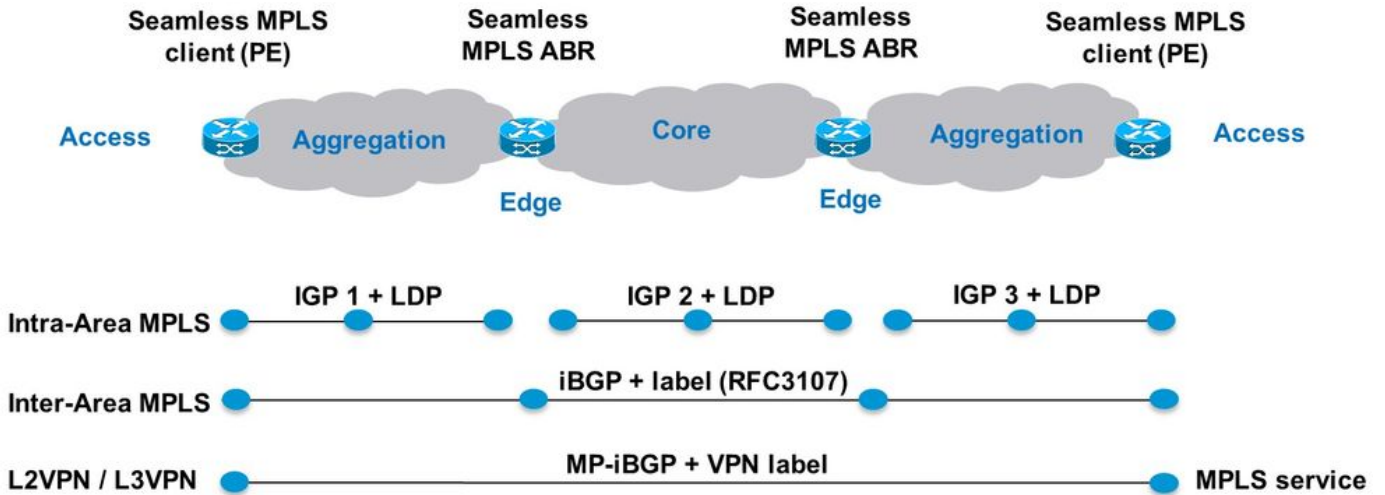 Seamless MPLS
client (PE)
Seamless
MPLS ABR
Seamless
MPLS ABR
Seamless MPLS
client (PE)
Access
Aggregation
Core
Aggregation
Access
Edge
Edge
Intra-Area MPLS
IGP 1 + LDP
IGP 2 + LDP
IGP 3 + LDP
Inter-Area MPLS
iBGP + label (RFC3107)
L2VPN / L3VPN
MP-iBGP + VPN label
MPLS service